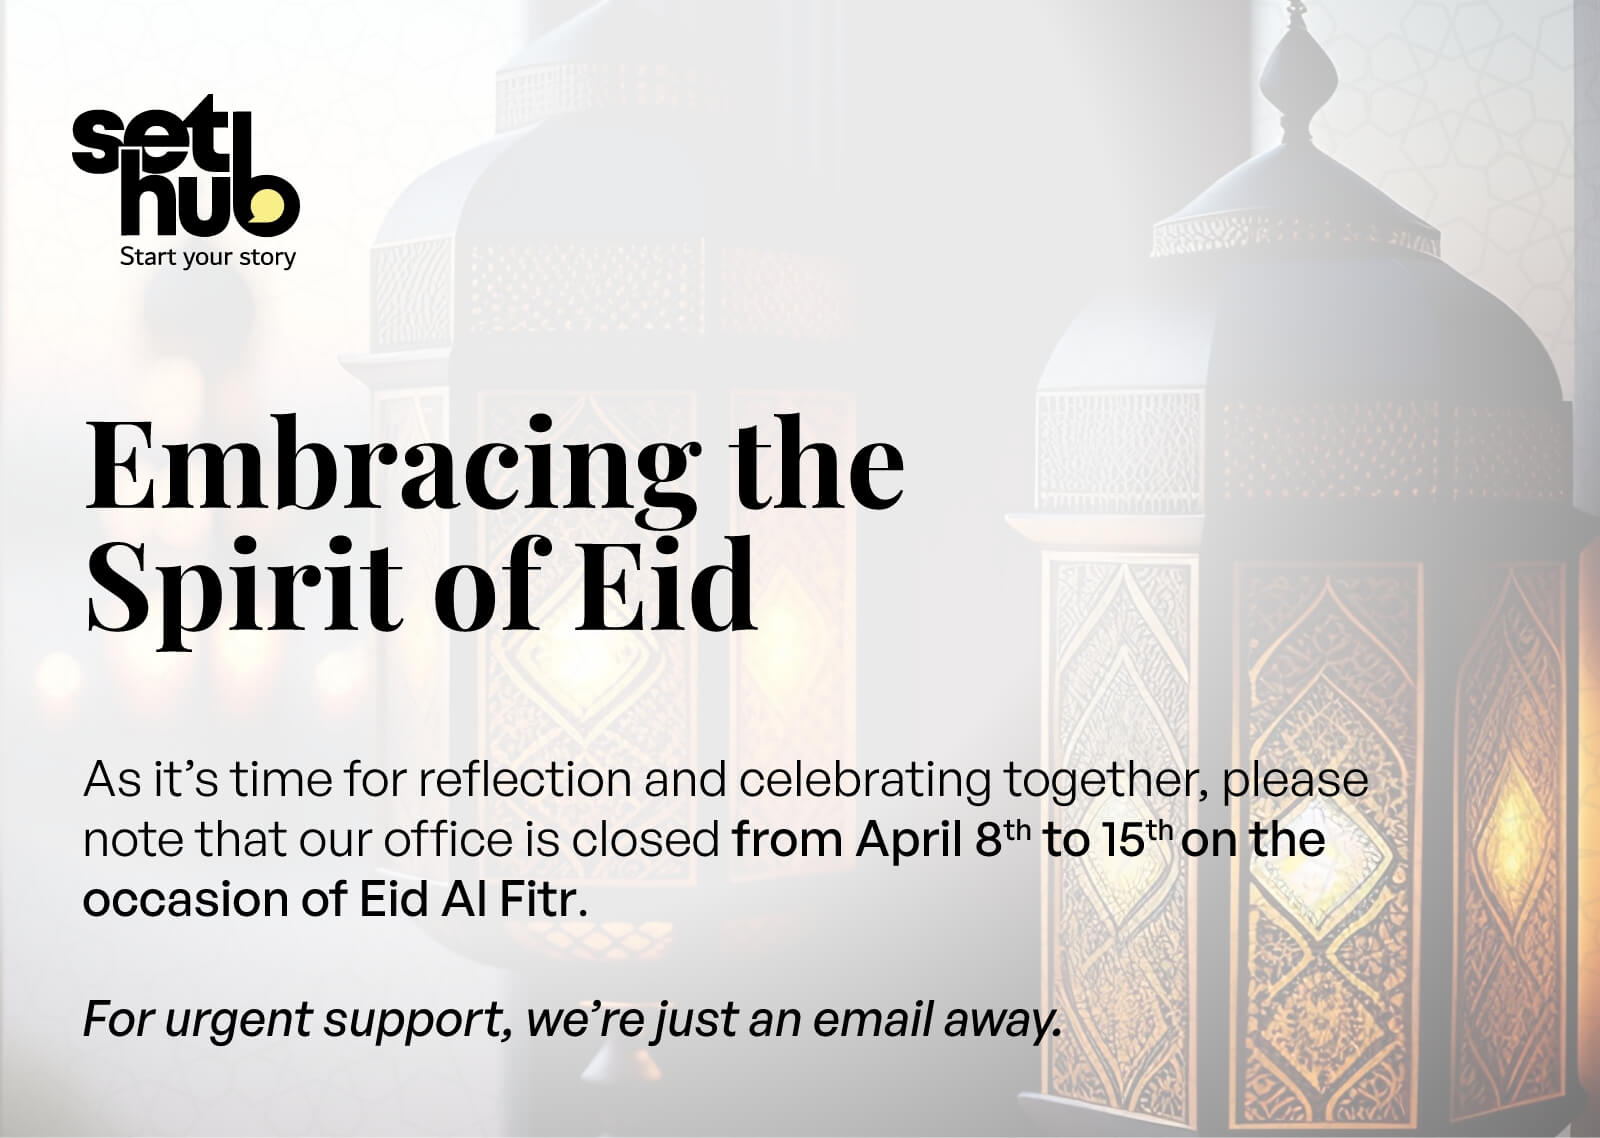 set
hub
Start your story
Embracing the
Spirit of Eid
As it’s time for reflection and celebrating together, please
note that our office is closed from April 8th to 15th on the
occasion of Eid Al Fitr.
For urgent support, we’re just an email away.